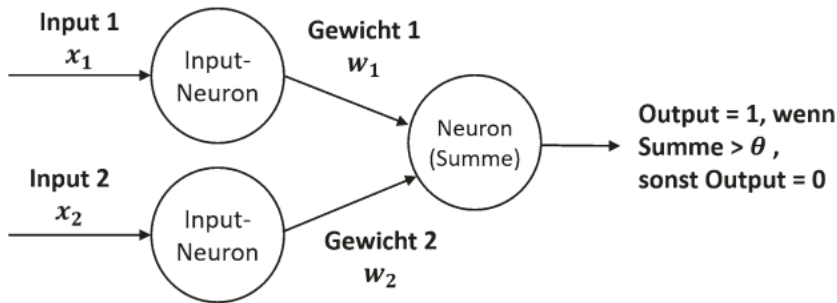 Input 1
x₁
Input-
Neuron
Gewicht 1
w₁
Input 2
x₂
Input-
Neuron
Gewicht 2
w₂
Neuron
(Summe)
Output = 1, wenn
Summe > θ ,
sonst Output = 0